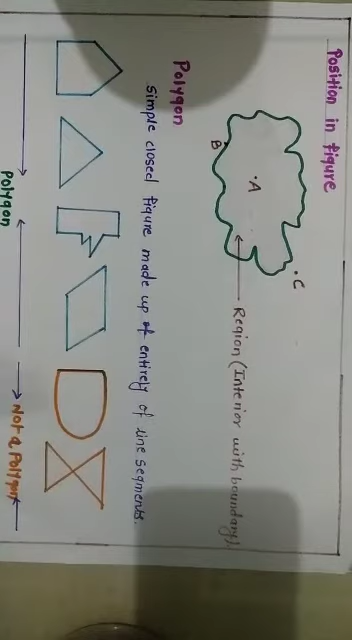 Position in figure
B
.A
.C
Region (Interior with boundary)
Polygon
Simple closed figure made up of entirely of line segments.
Polygon
Not a Polygon